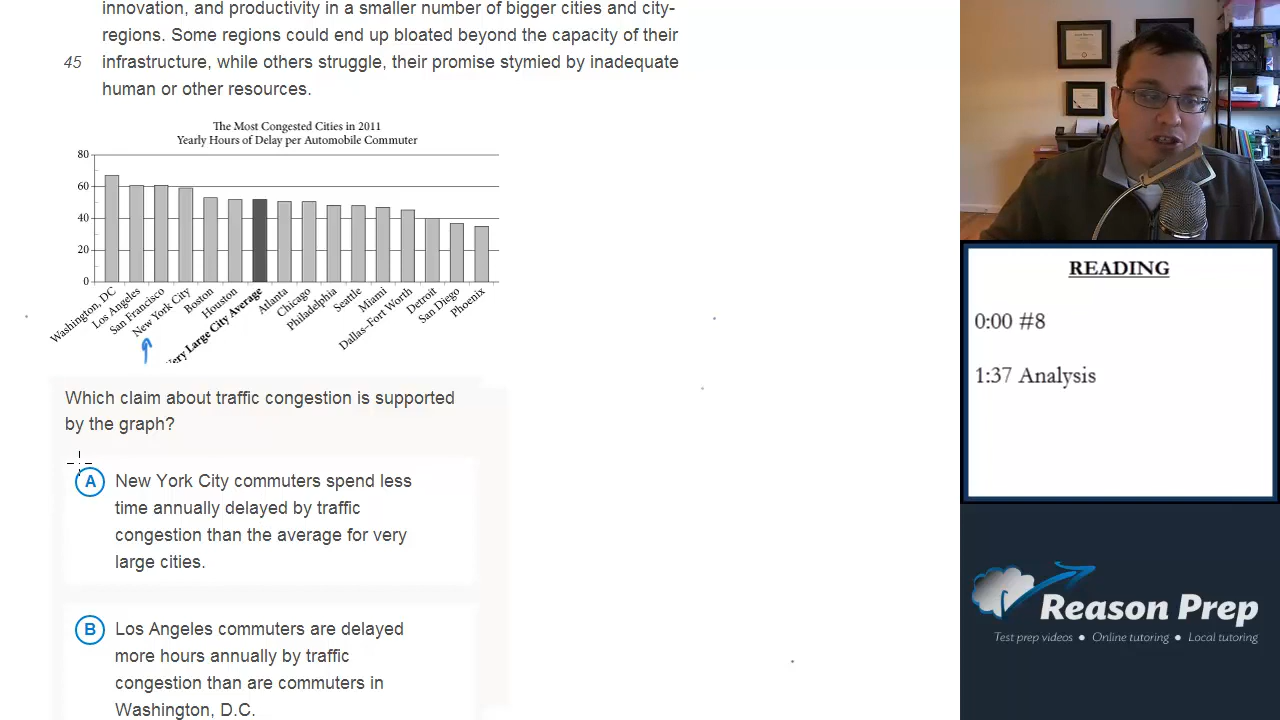 innovation, and productivity in a smaller number of bigger cities and city-
regions. Some regions could end up bloated beyond the capacity of their
45 infrastructure, while others struggle, their promise stymied by inadequate
human or other resources.
The Most Congested Cities in 2011
Yearly Hours of Delay per Automobile Commuter
80
60
40
20
0
Washington, DC
Los Angeles
San Francisco
New York City
Boston
Houston
ery Large City Average
Atlanta
Chicago
Philadelphia
Seattle
Miami
Dallas–Fort Worth
Detroit
San Diego
Phoenix
Which claim about traffic congestion is supported
by the graph?
A New York City commuters spend less
time annually delayed by traffic
congestion than the average for very
large cities.
B Los Angeles commuters are delayed
more hours annually by traffic
congestion than are commuters in
Washington, D.C.
READING
0:00 #8
1:37 Analysis
Reason Prep
Test prep videos • Online tutoring • Local tutoring